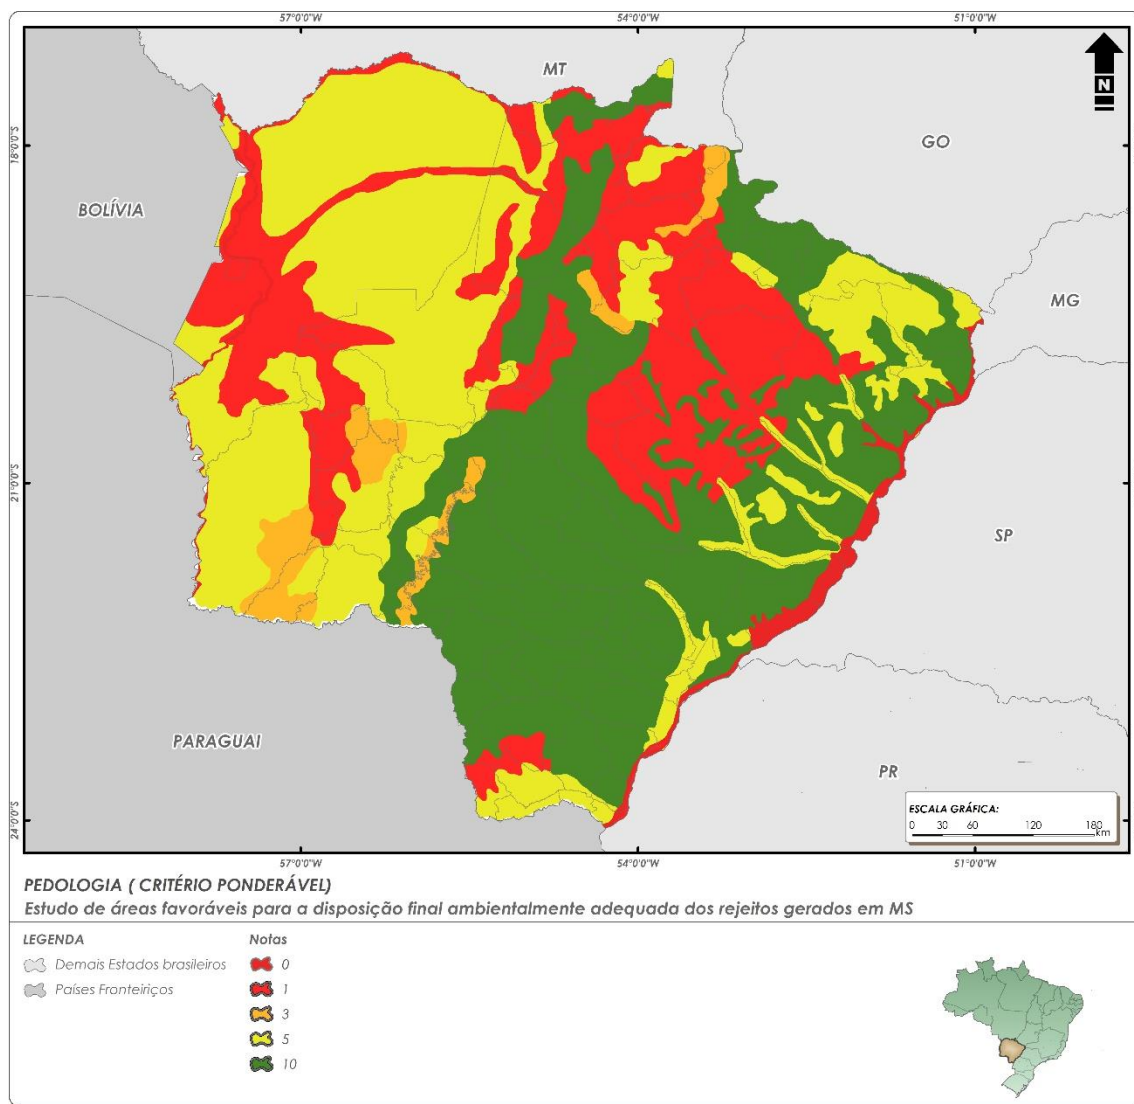 57°0'0"W 54°0'0"W 51°0'0"W
MT
N
18°0'0"S
GO
BOLÍVIA
MG
21°0'0"S
SP
PARAGUAI
PR
ESCALA GRÁFICA:
0 30 60 120 180
km
24°0'0"S
57°0'0"W 54°0'0"W 51°0'0"W
PEDOLOGIA ( CRITÉRIO PONDERÁVEL)
Estudo de áreas favoráveis para a disposição final ambientalmente adequada dos rejeitos gerados em MS
LEGENDA
Demais Estados brasileiros
Países Fronteiriços
Notas
0
1
3
5
10